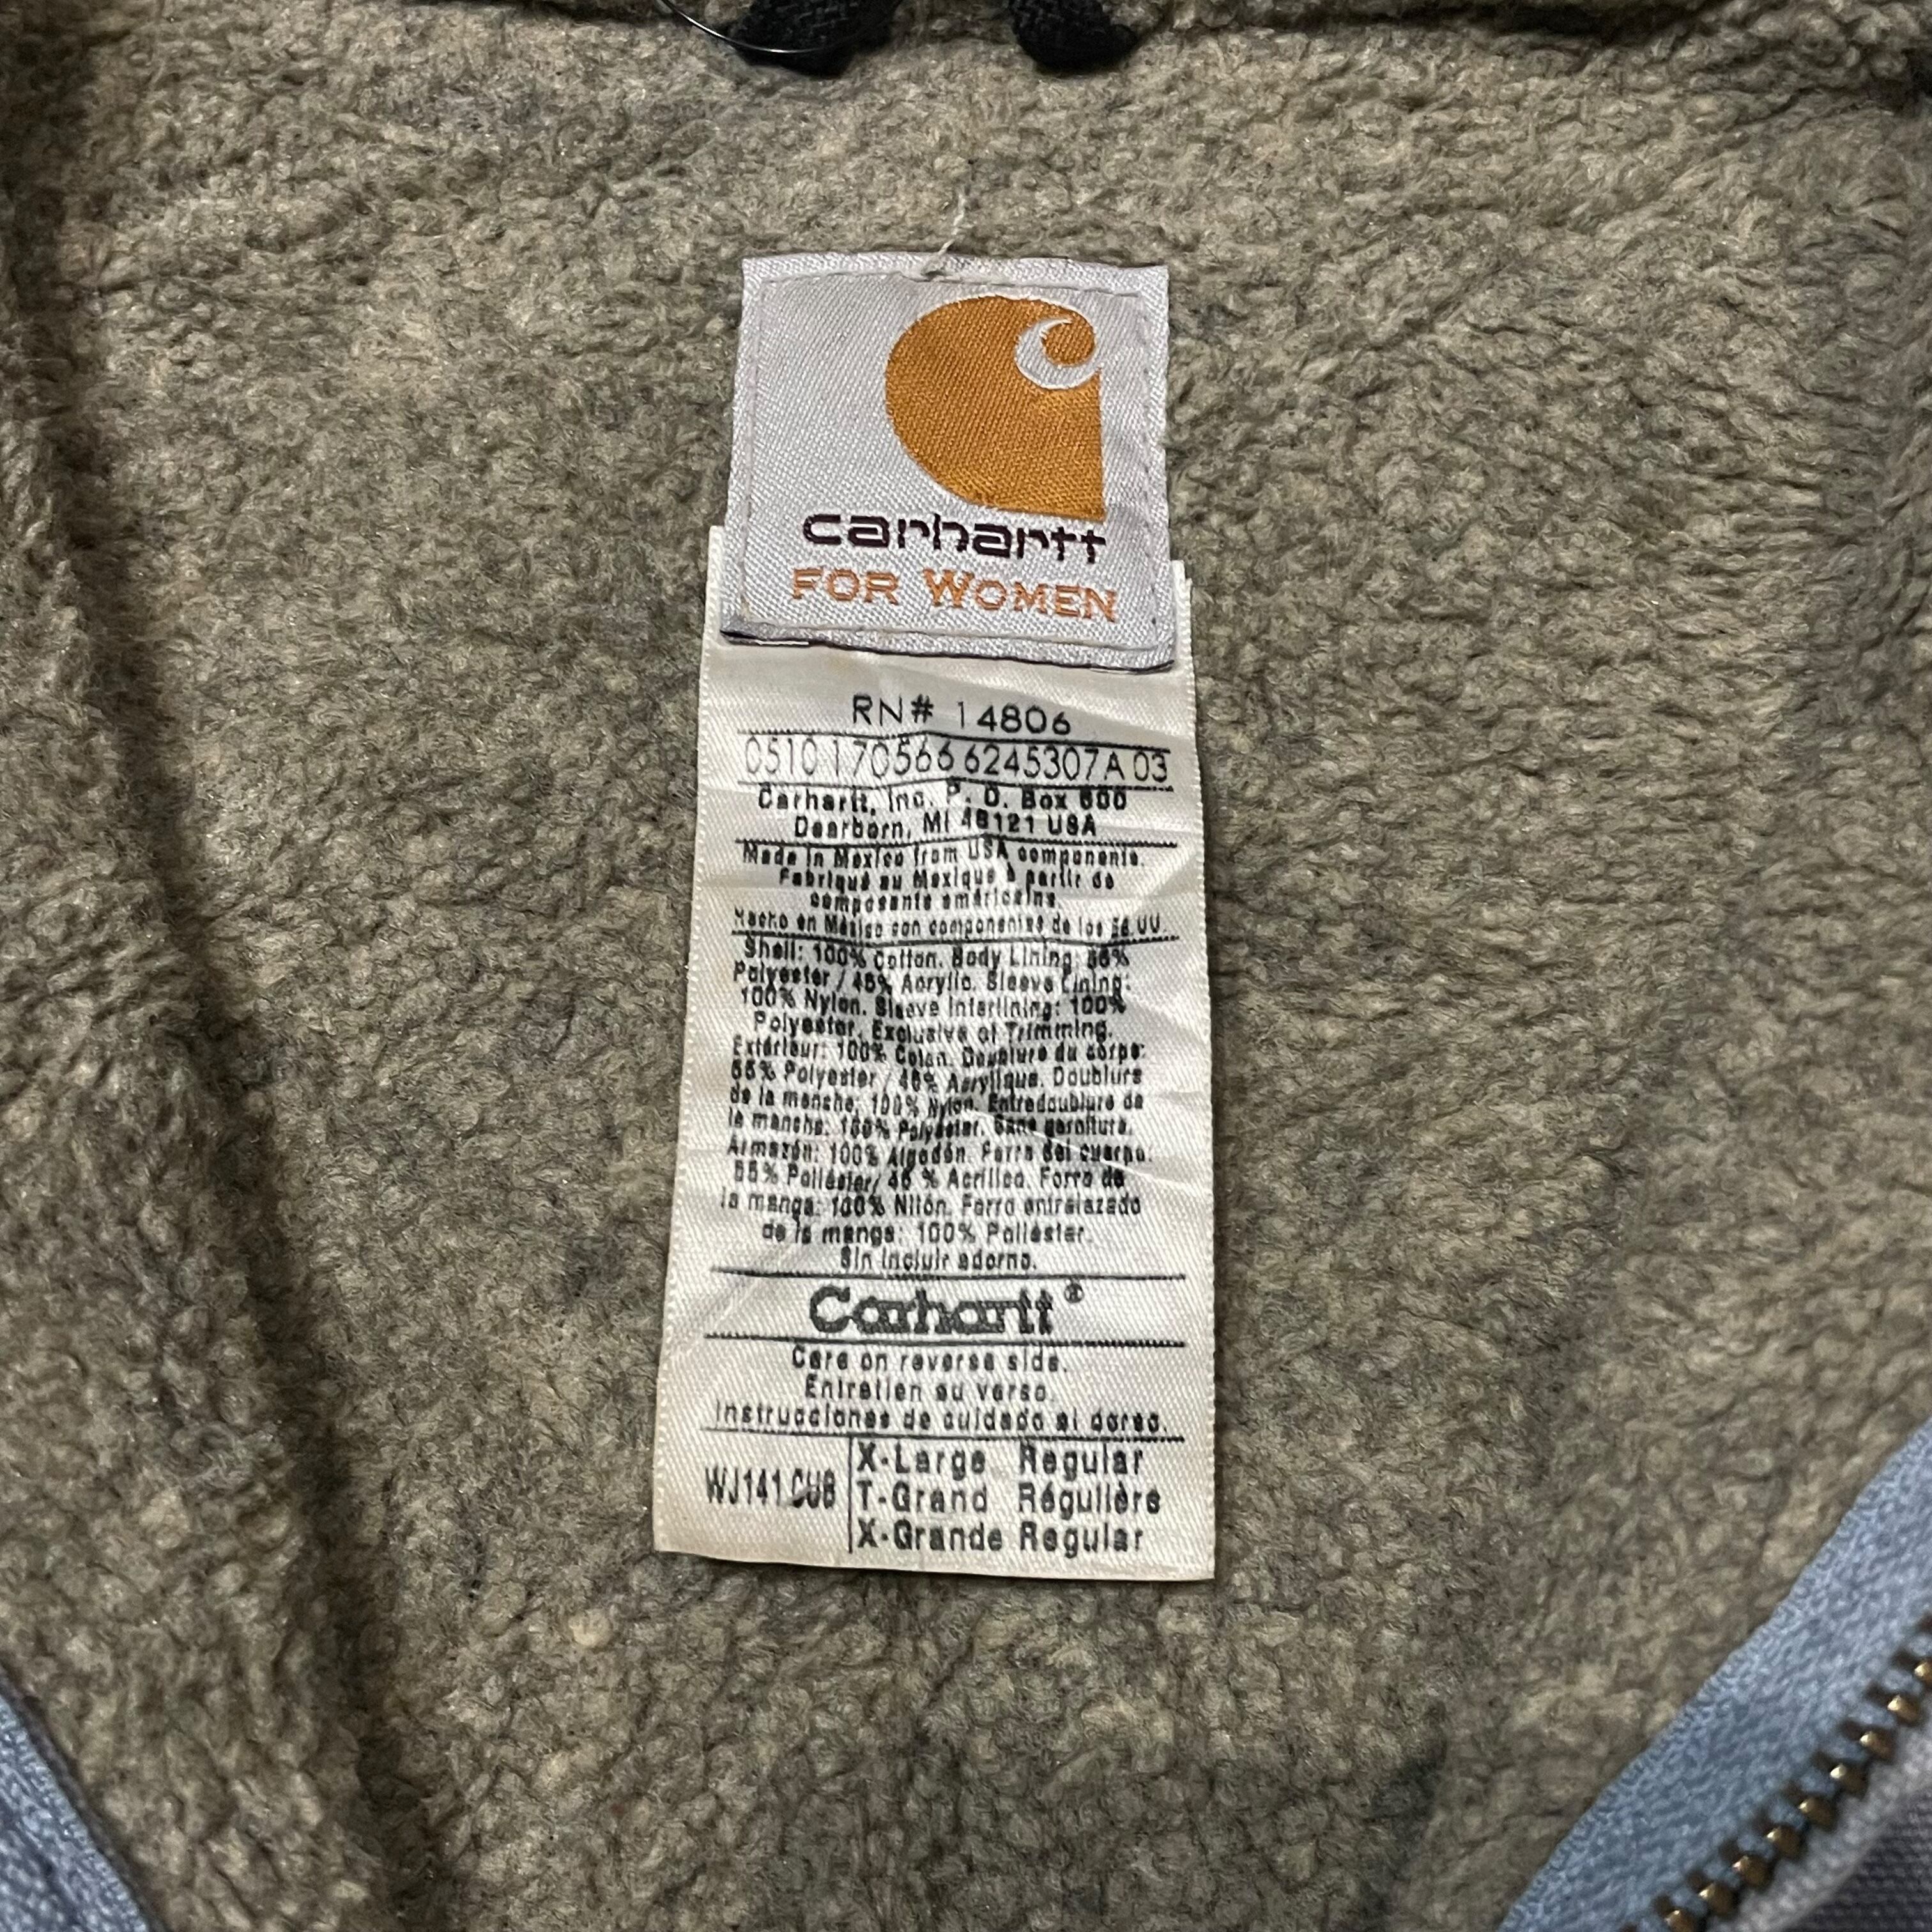 carhartt
FOR WOMEN
RN# 14806
0510 170566 6245307A 03
Carhartt, Inc. P. O. Box 600
Dearborn, MI 48121 USA
Made in Mexico from USA components.
Fabriqué au Mexique à partir de
composants américains.
Hecho en México con componentes de los EE.UU.
Shell: 100% Cotton. Body Lining: 55%
Polyester / 45% Acrylic. Sleeve Lining:
100% Nylon. Sleeve Interlining: 100%
Polyester. Exclusive of Trimming.
Extérieur: 100% Coton. Doublure du corps:
55% Polyester / 45% Acrylique. Doublure
de la manche: 100% Nylon. Entredoublure de
la manche: 100% Polyester. Sans garniture.
Armazón: 100% Algodón. Forro del cuerpo:
55% Poliéster/ 45 % Acrílico. Forro de
la manga: 100% Nilón. Forro entrelazado
de la manga: 100% Poliéster.
Sin incluir adorno.
Carhartt®
Care on reverse side.
Entretien au verso.
Instrucciones de cuidado al dorso.
WJ141
X-Large Regular
T-Grand Régulière
X-Grande Regular